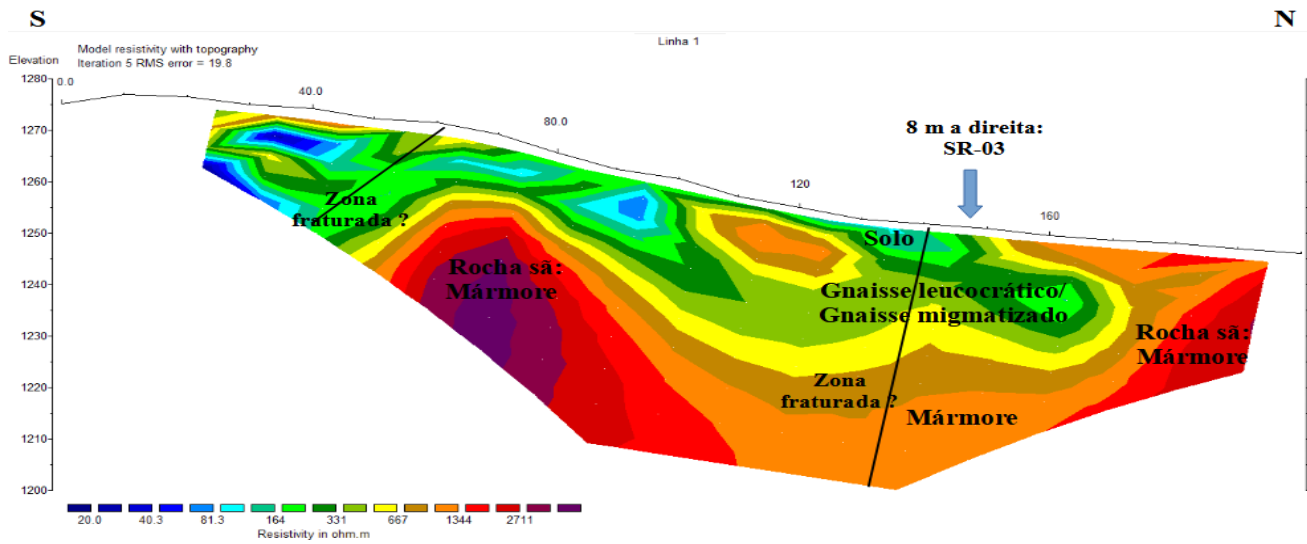 S
N
Model resistivity with topography
Linha 1
Iteration 5 RMS error = 19.8
Elevation
1280
0.0
40.0
1270
80.0
8 m a direita:
SR-03
1260
120
Zona
fraturada ?
160
1250
Solo
Rocha sã:
Mármore
1240
Gnaisse leucocrático/
Gnaisse migmatizado
1230
Rocha sã:
Mármore
1220
Zona
fraturada ?
Mármore
1210
1200
20.0 40.3 81.3 164 331 667 1344 2711
Resistivity in ohm.m